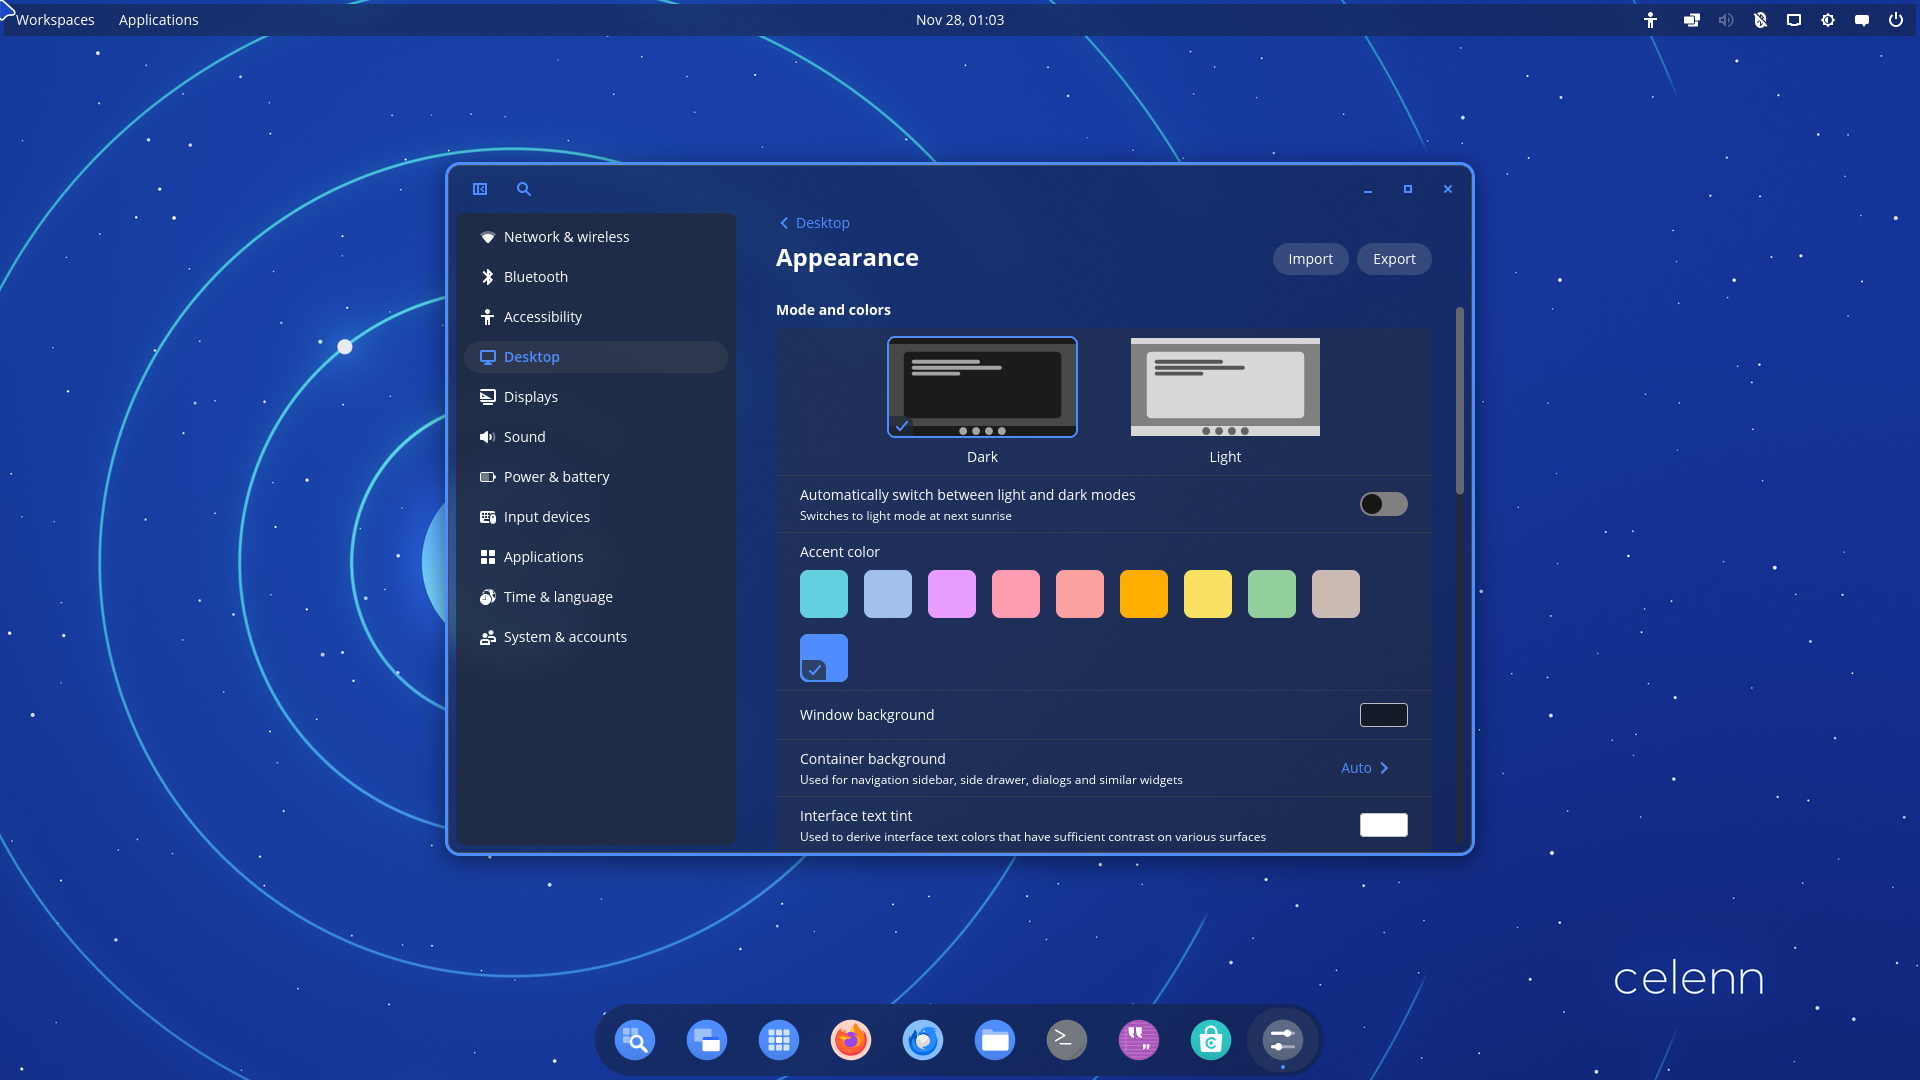 Workspaces Applications Nov 28, 01:03
Desktop
Appearance
Import Export
Network & wireless
Bluetooth
Accessibility
Desktop
Displays
Sound
Power & battery
Input devices
Applications
Time & language
System & accounts
Mode and colors
Dark Light
Automatically switch between light and dark modes
Switches to light mode at next sunrise
Accent color
Window background
Container background
Used for navigation sidebar, side drawer, dialogs and similar widgets
Auto
Interface text tint
Used to derive interface text colors that have sufficient contrast on various surfaces
celenn